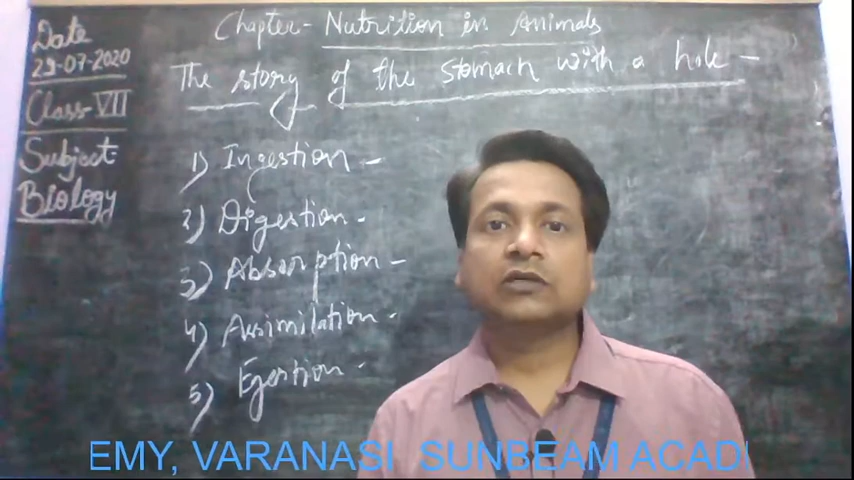 Date
29-07-2020
Class-VII
Subject:
Biology
Chapter- Nutrition in Animals
The story of the stomach with a hole -
1) Ingestion -
2) Digestion -
3) Absorption -
4) Assimilation -
5) Egestion -
EMY, VARANASI SUNBEAM ACAD